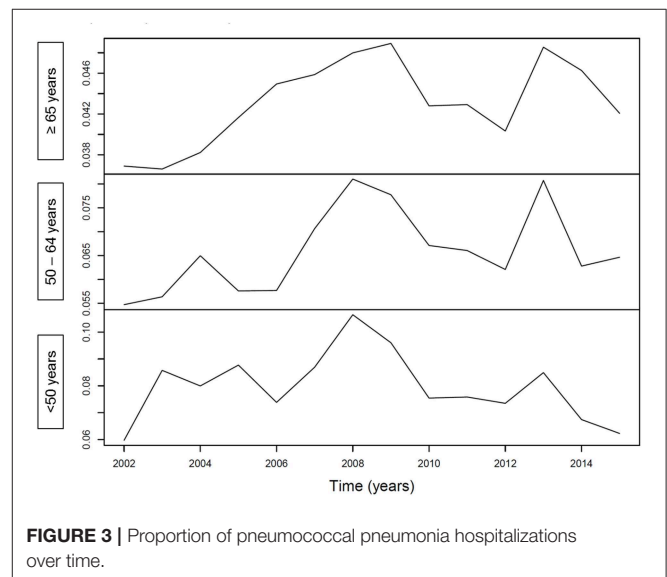 ≥ 65 years
0.038 0.042 0.046
50 – 64 years
0.055 0.065 0.075
<50 years
0.06 0.08 0.10
2002 2004 2006 2008 2010 2012 2014
Time (years)
FIGURE 3 | Proportion of pneumococcal pneumonia hospitalizations
over time.